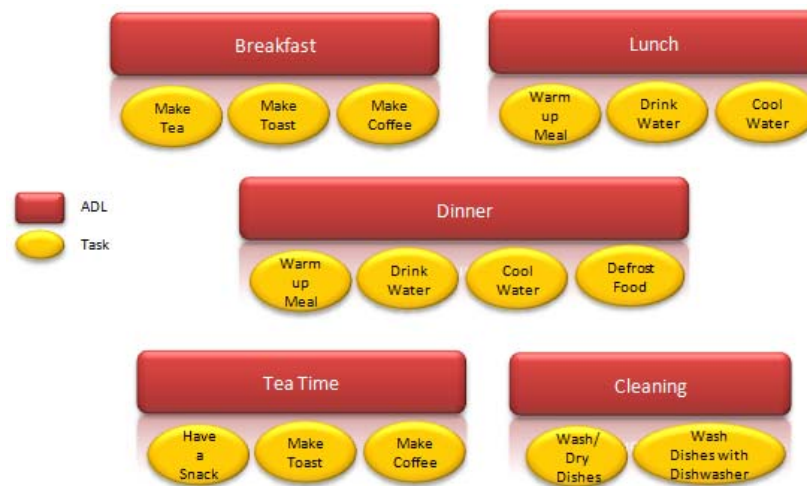 Breakfast
Make
Tea
Make
Toast
Make
Coffee
Lunch
Warm
up
Meal
Drink
Water
Cool
Water
ADL
Task
Dinner
Warm
up
Meal
Drink
Water
Cool
Water
Defrost
Food
Tea Time
Have
a
Snack
Make
Toast
Make
Coffee
Cleaning
Wash/
Dry
Dishes
Wash
Dishes with
Dishwasher